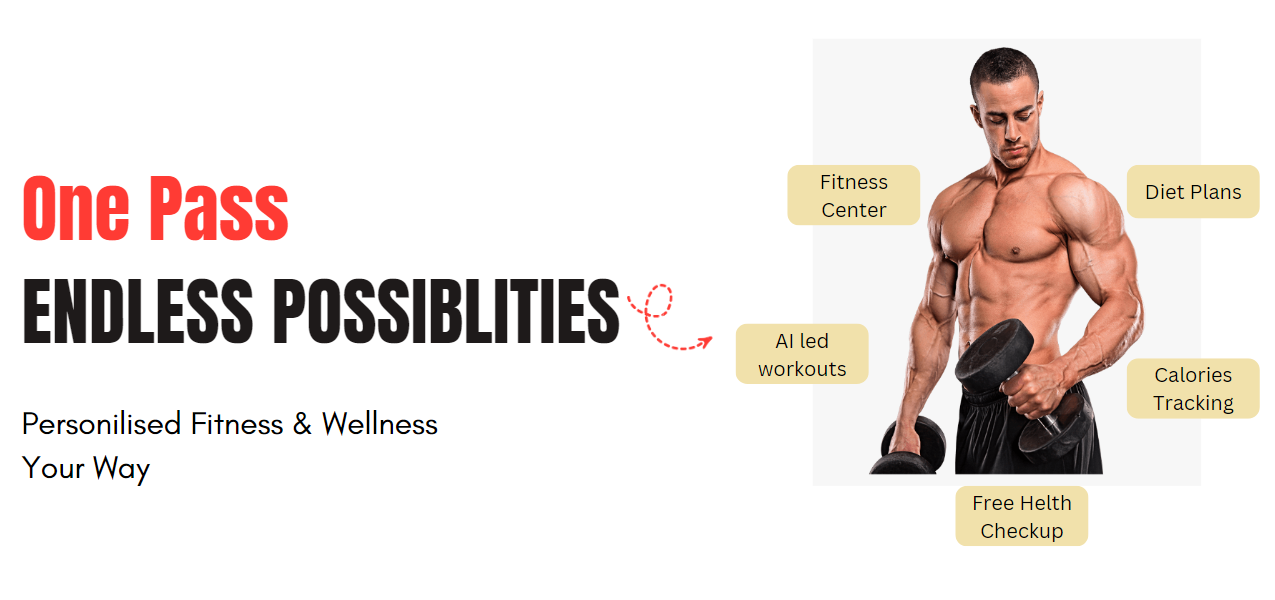 One Pass
ENDLESS POSSIBLITIES
Personilised Fitness & Wellness
Your Way
Fitness
Center
Diet Plans
AI led
workouts
Calories
Tracking
Free Helth
Checkup